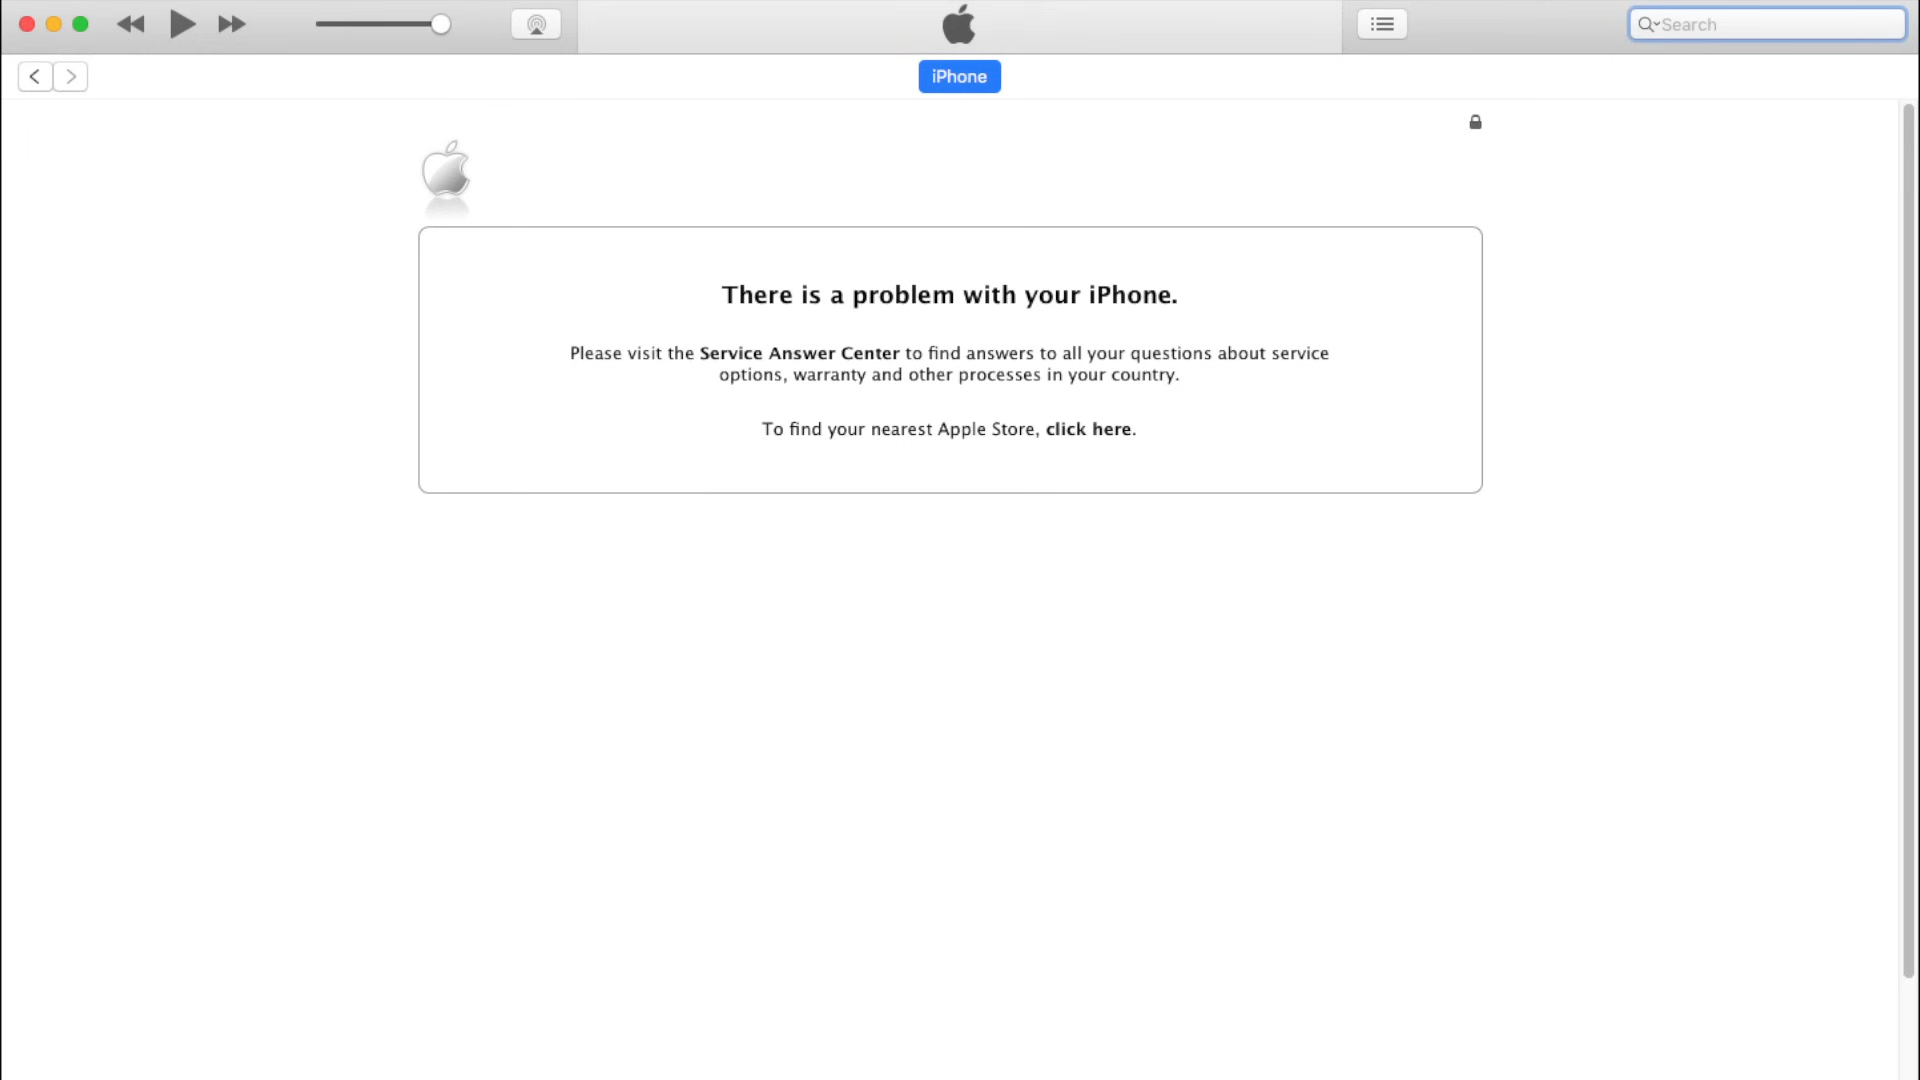 Search
iPhone
There is a problem with your iPhone.
Please visit the Service Answer Center to find answers to all your questions about service
options, warranty and other processes in your country.
To find your nearest Apple Store, click here.